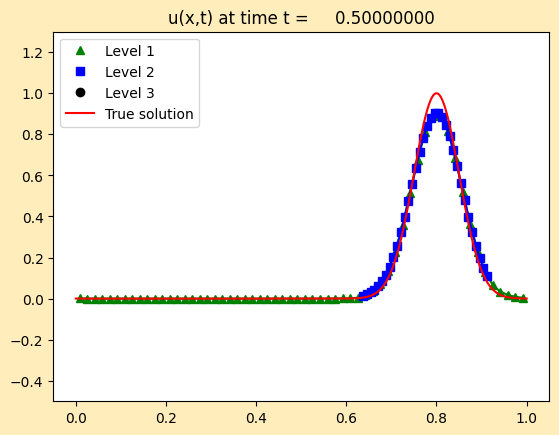 u(x,t) at time t = 0.50000000
Level 1
Level 2
Level 3
True solution
1.2
1.0
0.8
0.6
0.4
0.2
0.0
−0.2
−0.4
0.0 0.2 0.4 0.6 0.8 1.0